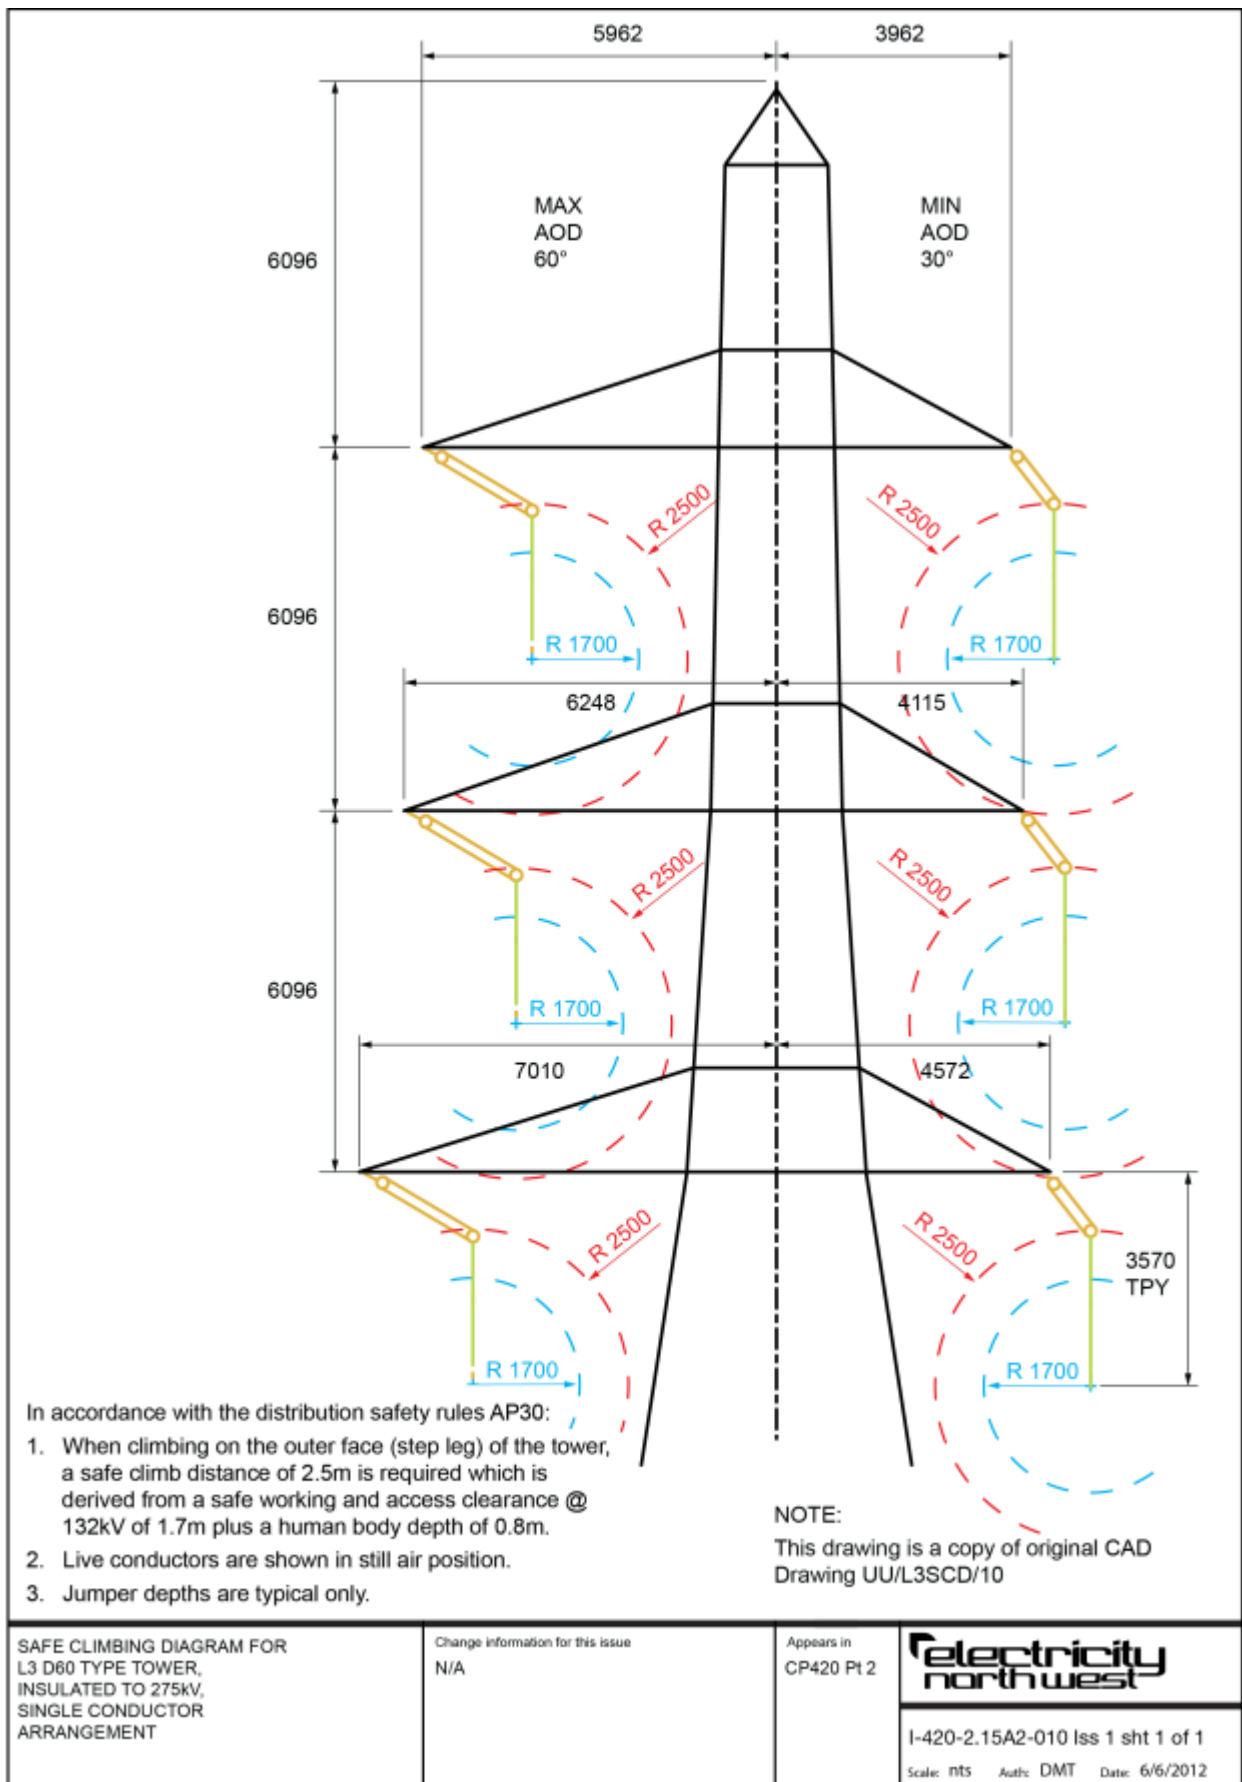 5962
3962
MAX
AOD
60°
MIN
AOD
30°
6096
R 2500
R 2500
6096
R 1700
R 1700
6248
4115
R 2500
R 2500
6096
R 1700
R 1700
7010
4572
R 2500
R 2500
3570
TPY
R 1700
R 1700
In accordance with the distribution safety rules AP30:
1. When climbing on the outer face (step leg) of the tower,
a safe climb distance of 2.5m is required which is
derived from a safe working and access clearance @
132kV of 1.7m plus a human body depth of 0.8m.
2. Live conductors are shown in still air position.
3. Jumper depths are typical only.
NOTE:
This drawing is a copy of original CAD
Drawing UU/L3SCD/10
SAFE CLIMBING DIAGRAM FOR
L3 D60 TYPE TOWER,
INSULATED TO 275kV,
SINGLE CONDUCTOR
ARRANGEMENT
Change information for this issue
N/A
Appears in
CP420 Pt 2
electricity
northwest
I-420-2.15A2-010 Iss 1 sht 1 of 1
Scale: nts Auth: DMT Date: 6/6/2012